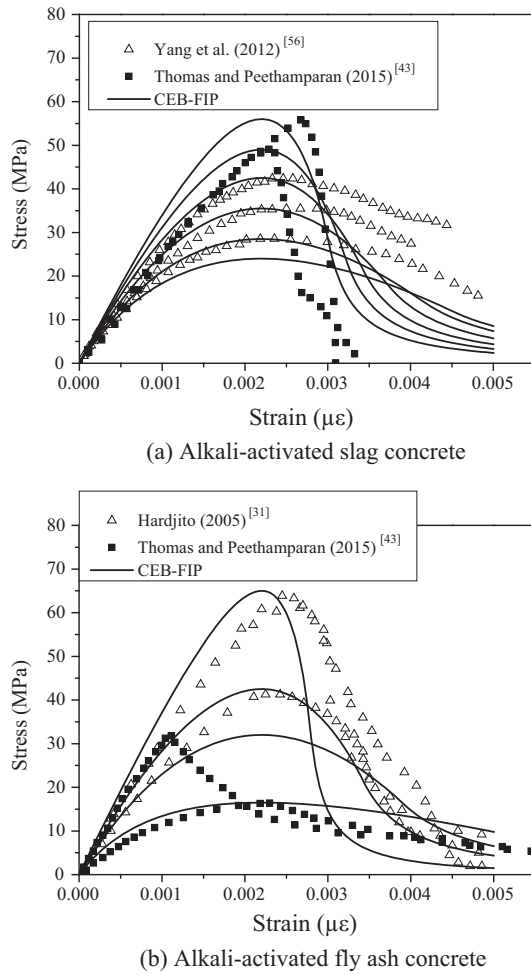 80
70
60
50
40
30
20
10
0
Stress (MPa)
Yang et al. (2012)[56]
Thomas and Peethamparan (2015)[43]
CEB-FIP
0.000 0.001 0.002 0.003 0.004 0.005
Strain (με)
(a) Alkali-activated slag concrete
80
70
60
50
40
30
20
10
0
Stress (MPa)
Hardjito (2005)[31]
Thomas and Peethamparan (2015)[43]
CEB-FIP
0.000 0.001 0.002 0.003 0.004 0.005
Strain (με)
(b) Alkali-activated fly ash concrete